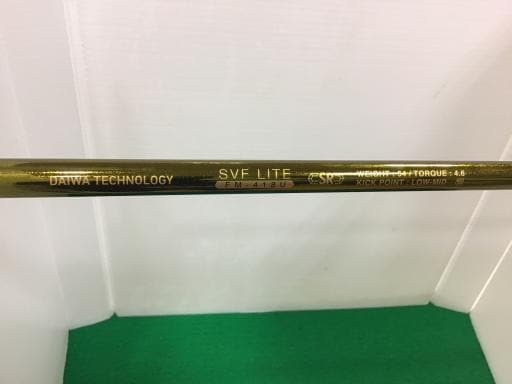 DAIWA TECHNOLOGY
SVF LITE
FM-418U
SR
WEIGHT : 54 / TORQUE : 4.6
KICK POINT : LOW-MID